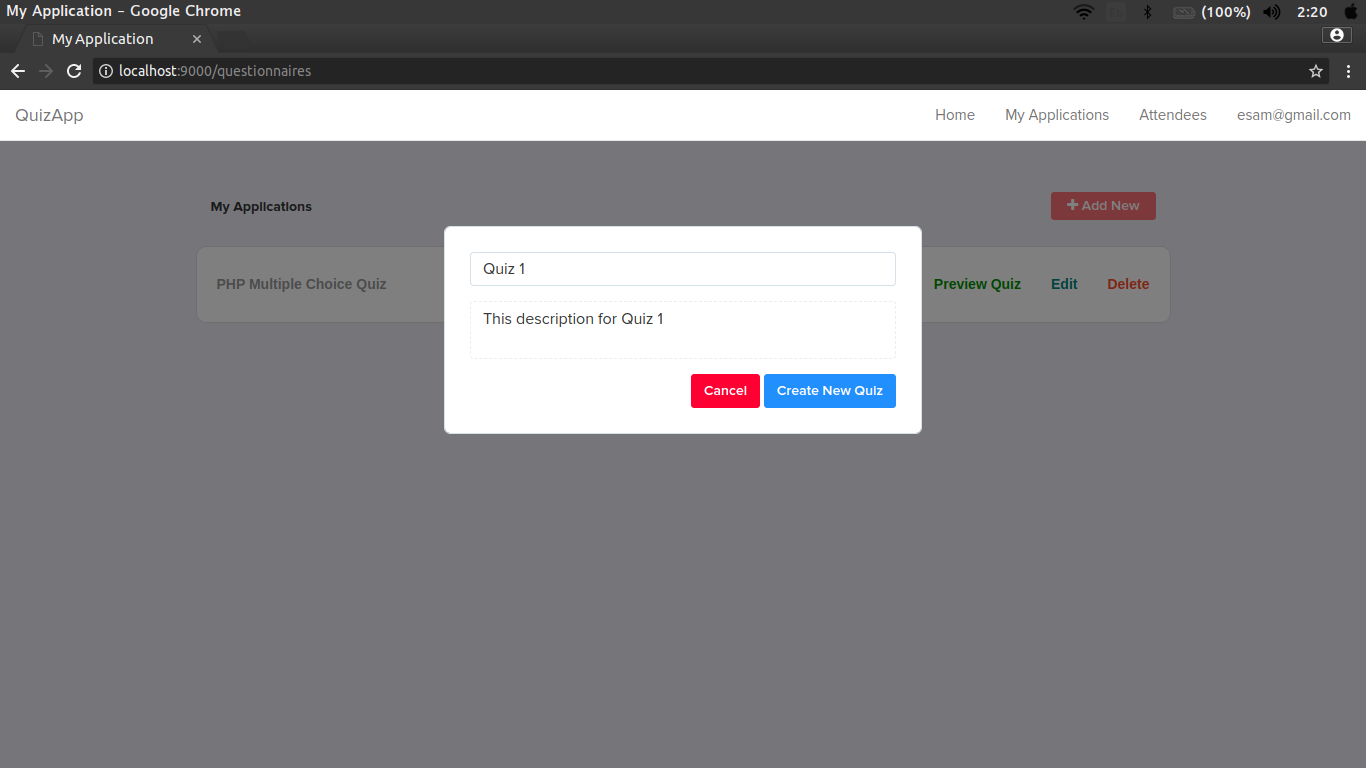 My Application – Google Chrome
(100%) 2:20
My Application ×
localhost:9000/questionnaires
QuizApp Home My Applications Attendees esam@gmail.com
My Applications + Add New
PHP Multiple Choice Quiz Preview Quiz Edit Delete
Quiz 1
This description for Quiz 1
Cancel Create New Quiz